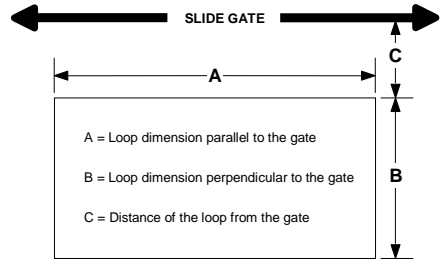 SLIDE GATE
C
A
A = Loop dimension parallel to the gate
B = Loop dimension perpendicular to the gate
B
C = Distance of the loop from the gate